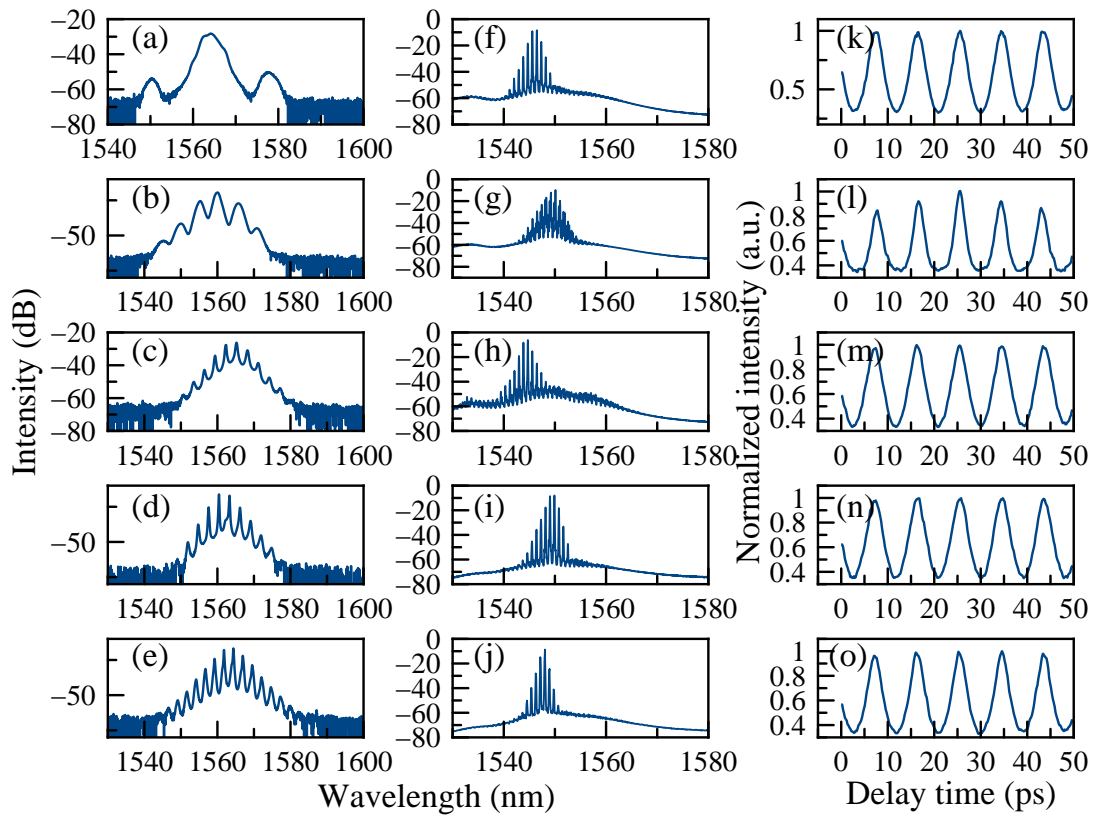 −20 (a) 0 (f) 1 (k)
−40 −20
−60 −40 0.5
−80 −60
−80
1540 1560 1580 1600 1540 1560 1580 0 10 20 30 40 50
(b) 0 (g) 1 (l)
−50 −20 0.8
−40 0.6
−60 0.4
−80
1540 1560 1580 1600 1540 1560 1580 0 10 20 30 40 50
−20 (c) 0 (h) 1 (m)
−40 −20 0.8
−60 −40 0.6
−80 −60 0.4
−80
1540 1560 1580 1600 1540 1560 1580 0 10 20 30 40 50
(d) 0 (i) 1 (n)
−50 −20 0.8
−40 0.6
−60 0.4
−80
1540 1560 1580 1600 1540 1560 1580 0 10 20 30 40 50
(e) 0 (j) 1 (o)
−50 −20 0.8
−40 0.6
−60 0.4
−80
1540 1560 1580 1600 1540 1560 1580 0 10 20 30 40 50
Intensity (dB)
Normalized intensity (a.u.)
Wavelength (nm)
Delay time (ps)